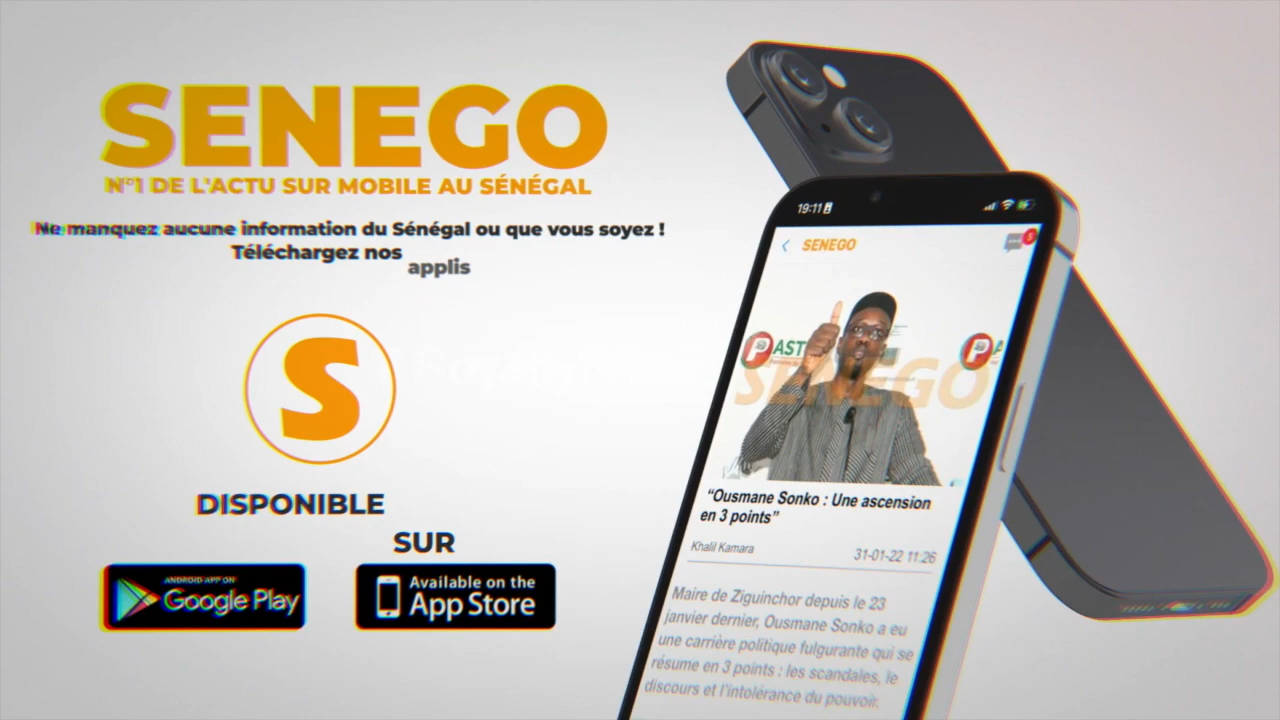 SENEGO
N°1 DE L'ACTU SUR MOBILE AU SÉNÉGAL
Ne manquez aucune information du Sénégal ou que vous soyez !
Téléchargez nos applis
S
DISPONIBLE
SUR
ANDROID APP ON
Google Play
Available on the
App Store
19:11
SENEGO
5
PAST
PA
SENEGO
“Ousmane Sonko : Une ascension
en 3 points”
Khalil Kamara
31-01-22 11:26
Maire de Ziguinchor depuis le 23
janvier dernier, Ousmane Sonko a eu
une carrière politique fulgurante qui se
résume en 3 points : les scandales, le
discours et l'intolérance du pouvoir.